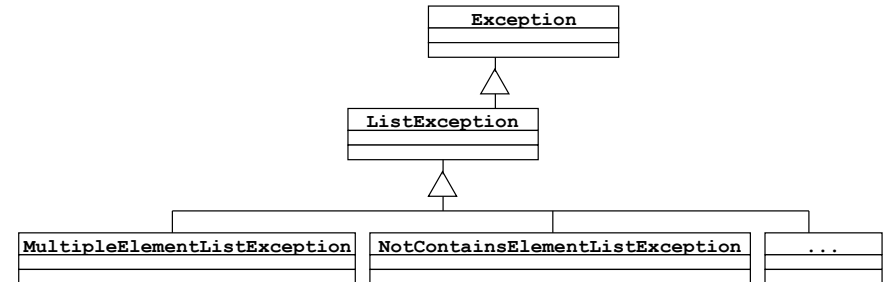 Exception
ListException
MultipleElementListException
NotContainsElementListException
...